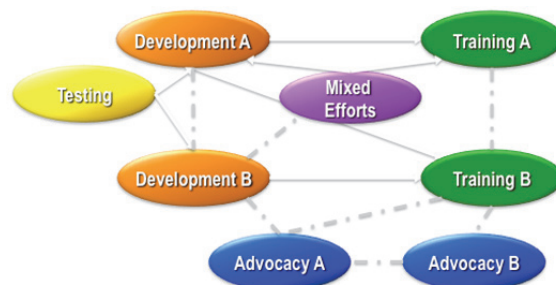 Development A
Training A
Testing
Mixed
Efforts
Development B
Training B
Advocacy A
Advocacy B